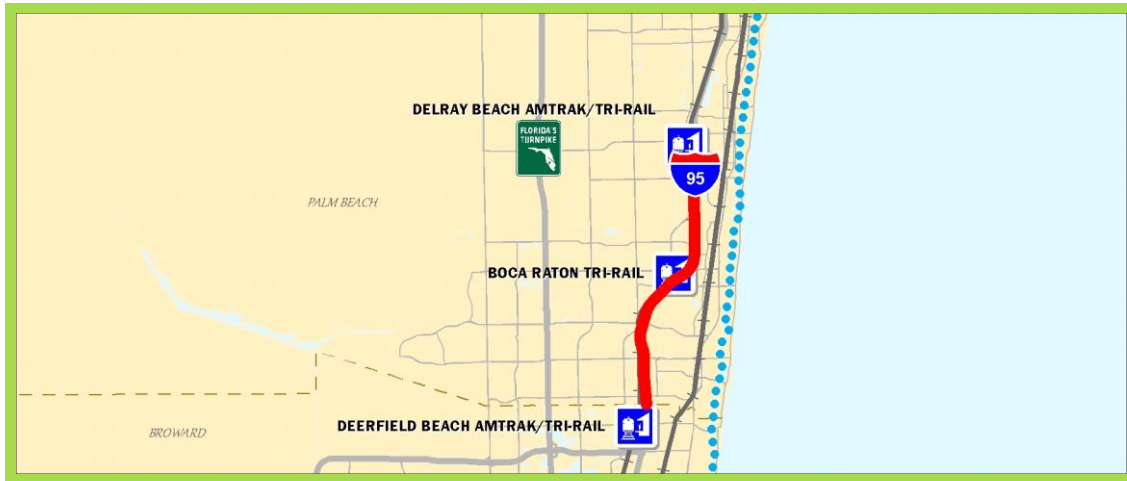 DELRAY BEACH AMTRAK/TRI-RAIL
FLORIDA'S
TURNPIKE
95
PALM BEACH
BOCA RATON TRI-RAIL
DEERFIELD BEACH AMTRAK/TRI-RAIL
BROWARD